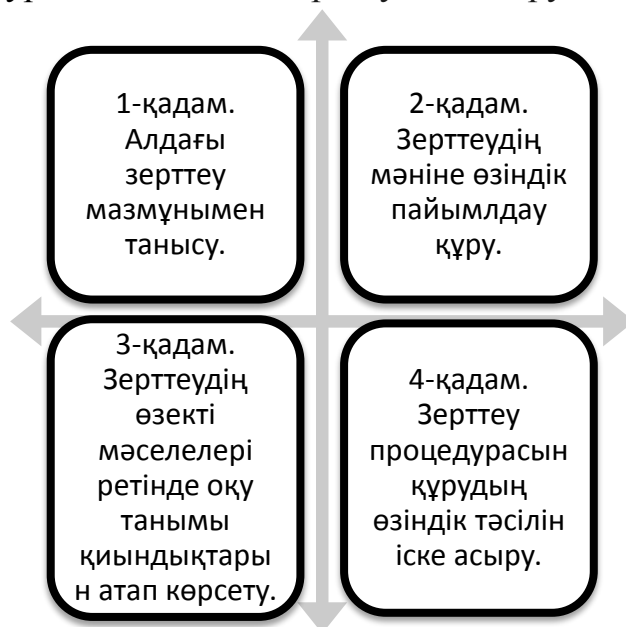 1-қадам.
Алдағы
зерттеу
мазмұнымен
танысу.
2-қадам.
Зерттеудің
мәніне өзіндік
пайымлдау
құру.
3-қадам.
Зерттеудің
өзекті
мәселелері
ретінде оқу
танымы
қиындықтары
н атап көрсету.
4-қадам.
Зерттеу
процедурасын
құрудың
өзіндік тәсілін
іске асыру.